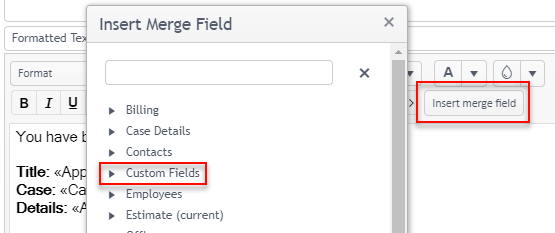 Insert Merge Field
Formatted Tex
Format
A
B I U
Insert merge field
Billing
Case Details
Contacts
Custom Fields
Employees
Estimate (current)
You have b
Title: «App
Case: «Ca
Details: «A